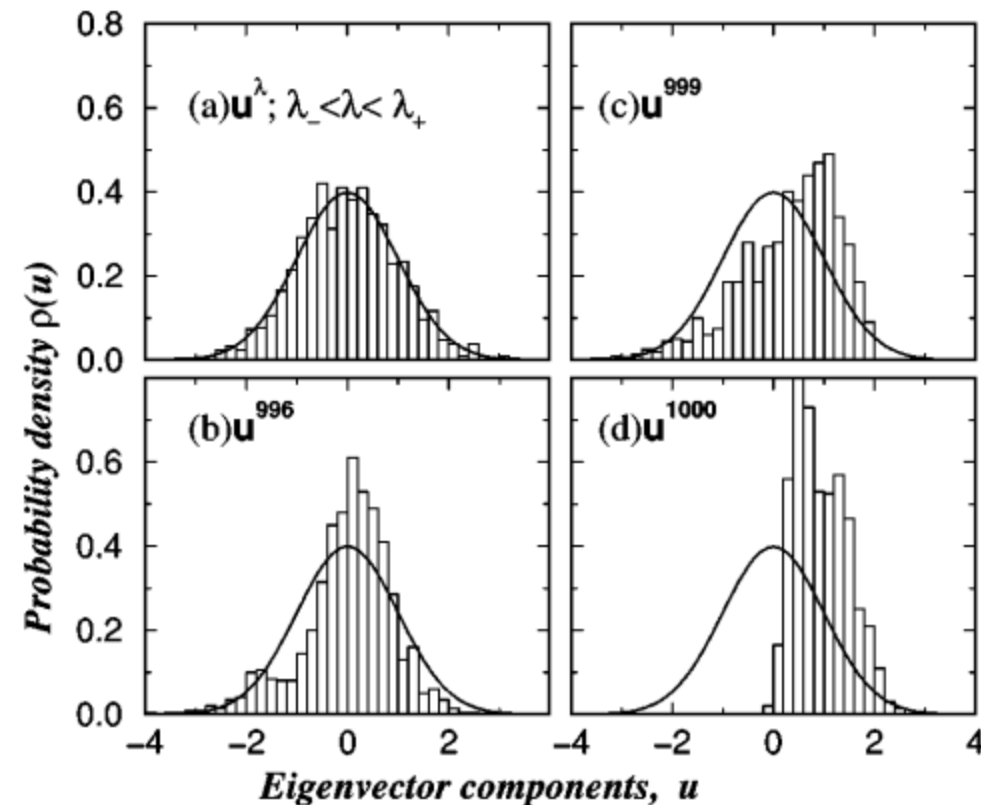 0.8
0.6
0.4
0.2
0.0
(a)u^λ; λ_−<λ<λ_+
(c)u^999
0.6
0.4
0.2
0.0
(b)u^996
(d)u^1000
−4 −2 0 2 −4 −2 0 2 4
Probability density ρ(u)
Eigenvector components, u